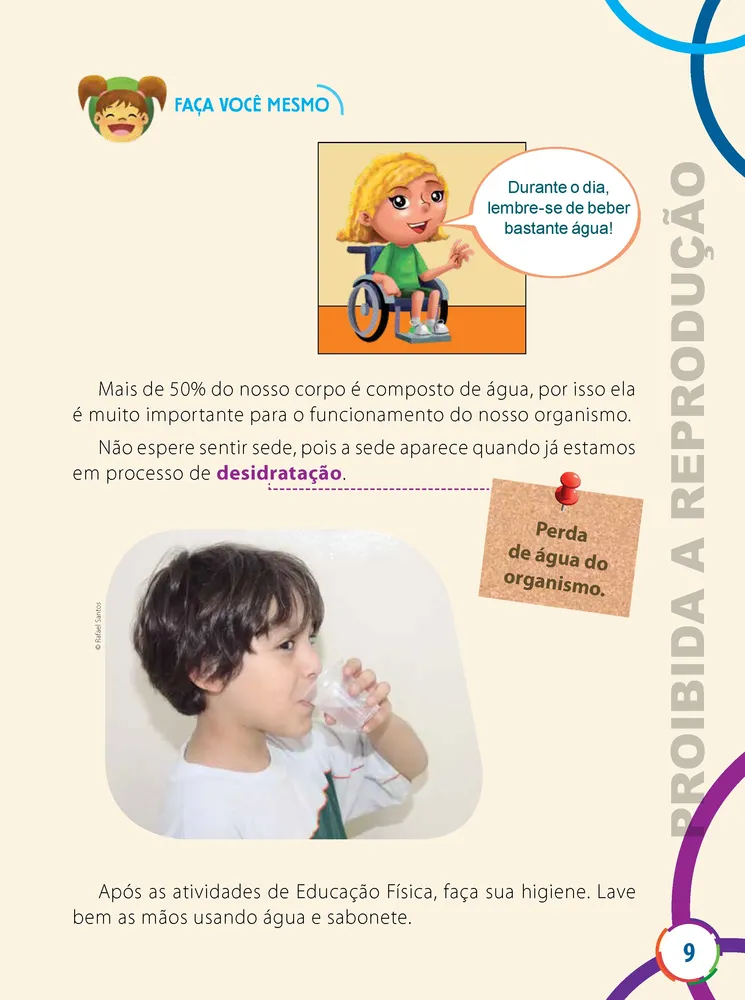 FAÇA VOCÊ MESMO
Durante o dia,
lembre-se de beber
bastante água!
Mais de 50% do nosso corpo é composto de água, por isso ela
é muito importante para o funcionamento do nosso organismo.
Não espere sentir sede, pois a sede aparece quando já estamos
em processo de desidratação.
Perda
de água do
organismo.
© Rafael Santos
Após as atividades de Educação Física, faça sua higiene. Lave
bem as mãos usando água e sabonete.
PROIBIDA A REPRODUÇÃO
9